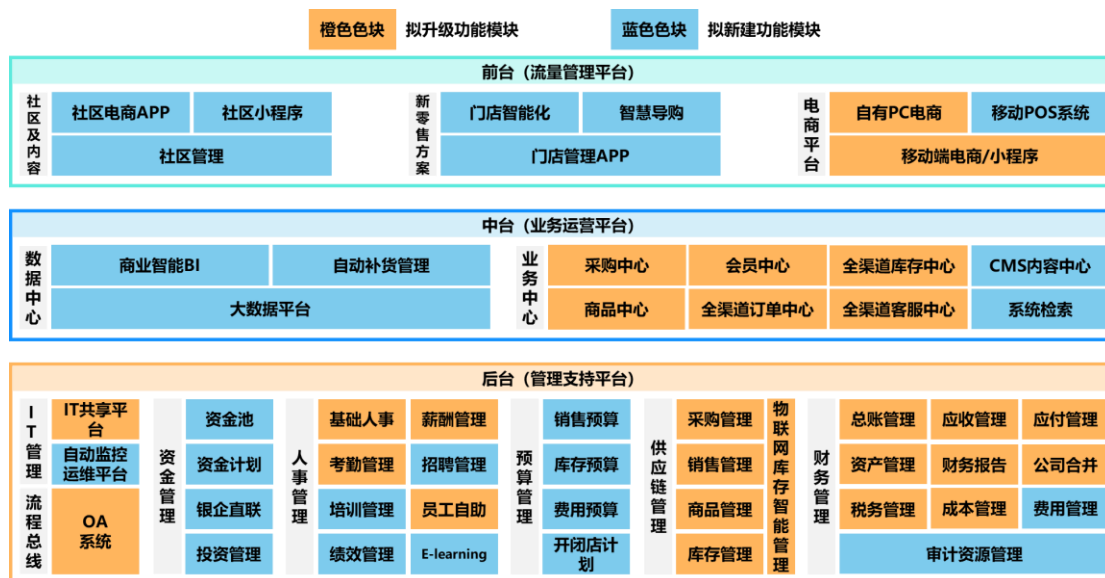 橙色色块 拟升级功能模块 蓝色色块 拟新建功能模块
前台（流量管理平台）
社区及内容
社区电商APP 社区小程序
社区管理
新零售方案
门店智能化 智慧导购
门店管理APP
电商平台
自有PC电商 移动POS系统
移动端电商/小程序
中台（业务运营平台）
数据中心
商业智能BI 自动补货管理
大数据平台
业务中心
采购中心 会员中心 全渠道库存中心 CMS内容中心
商品中心 全渠道订单中心 全渠道客服中心 系统检索
后台（管理支持平台）
IT管理
IT共享平
台
自动监控
运维平台
流程总线
OA
系统
资金管理
资金池
资金计划
银企直联
投资管理
人事管理
基础人事 薪酬管理
考勤管理 招聘管理
培训管理 员工自助
绩效管理 E-learning
预算管理
销售预算
库存预算
费用预算
开闭店计
划
供应链管理
采购管理
销售管理
商品管理
库存管理
物联网库存智能管理
财务管理
总账管理 应收管理 应付管理
资产管理 财务报告 公司合并
税务管理 成本管理 费用管理
审计资源管理